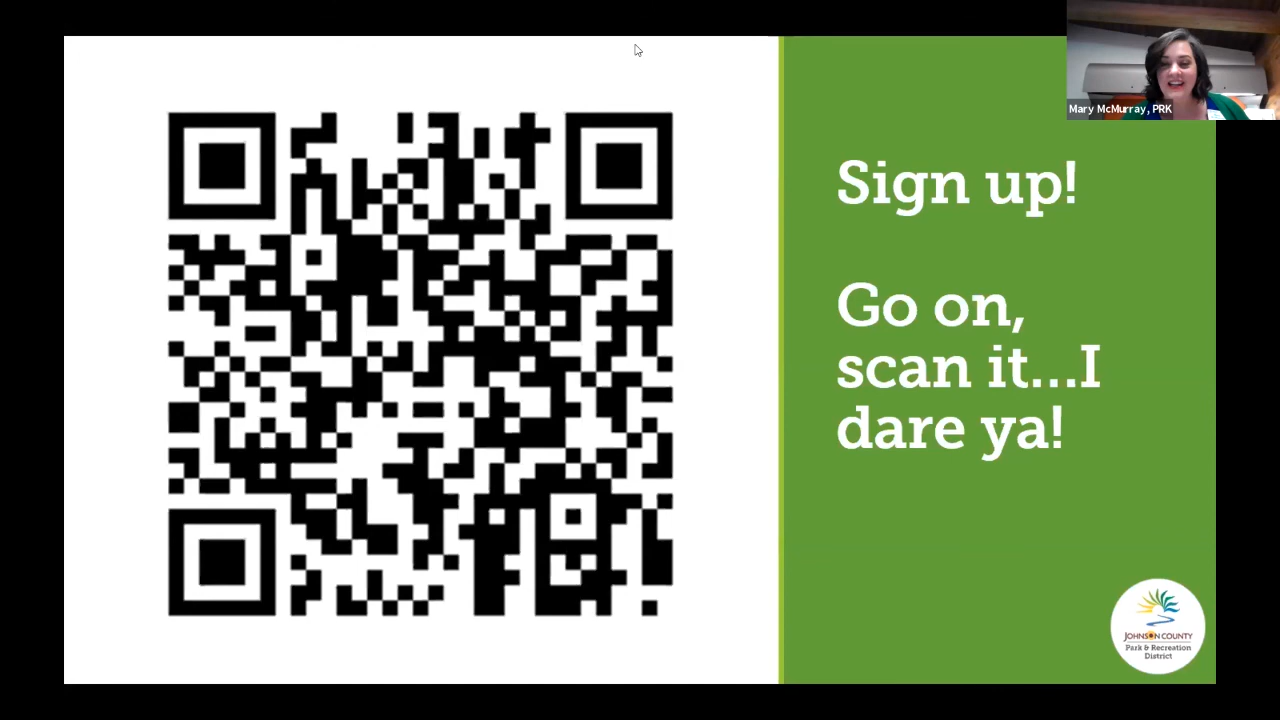 Mary McMurray, PRK
Sign up!
Go on,
scan it...I
dare ya!
JOHNSON COUNTY
Park & Recreation
District